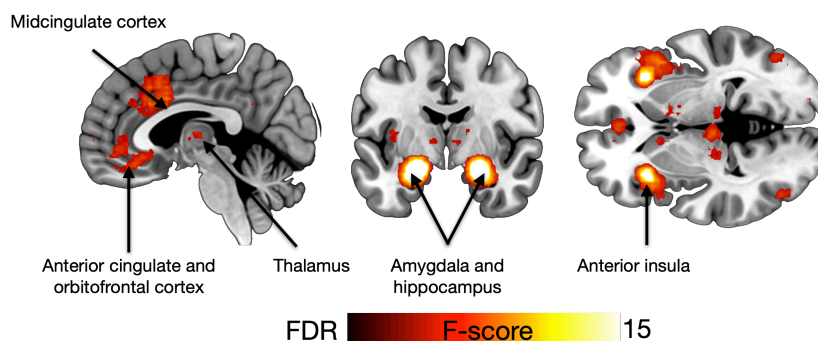 Midcingulate cortex
Anterior cingulate and
orbitofrontal cortex
Thalamus
Amygdala and
hippocampus
Anterior insula
FDR F-score 15